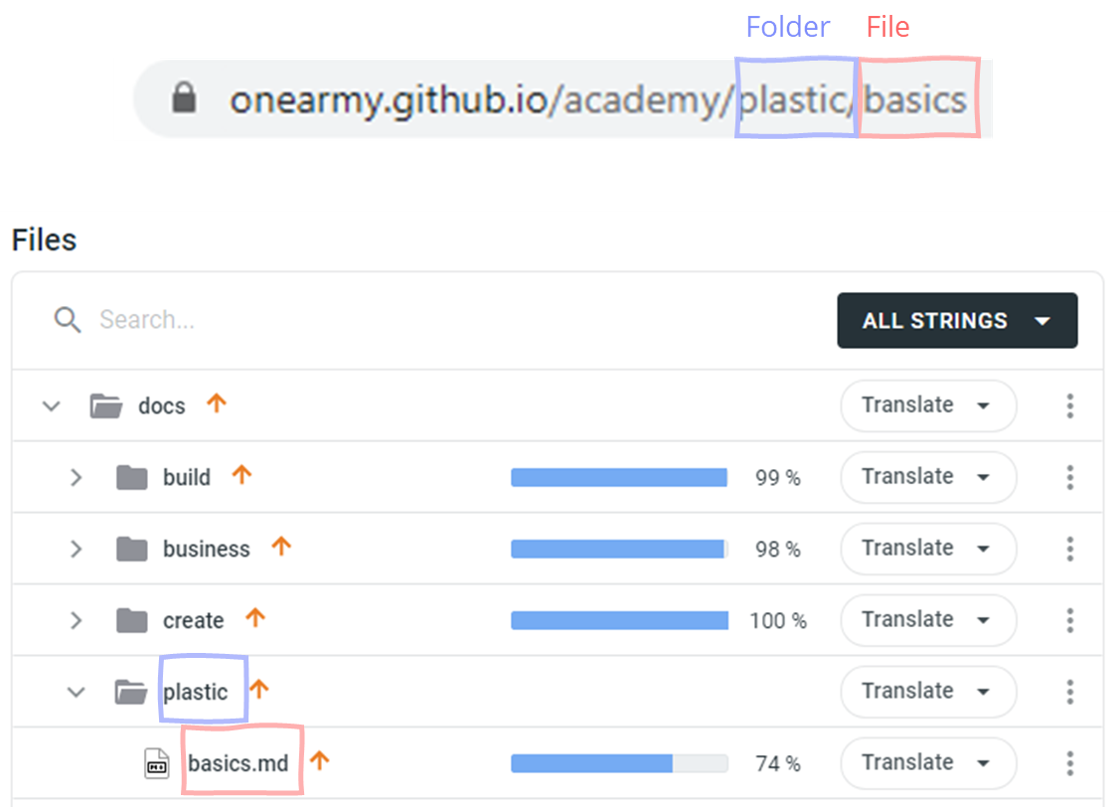 Folder File
onearmy.github.io/academy/plastic/basics
Files
Search...
ALL STRINGS
docs Translate
build 99 % Translate
business 98 % Translate
create 100 % Translate
plastic Translate
basics.md 74 % Translate